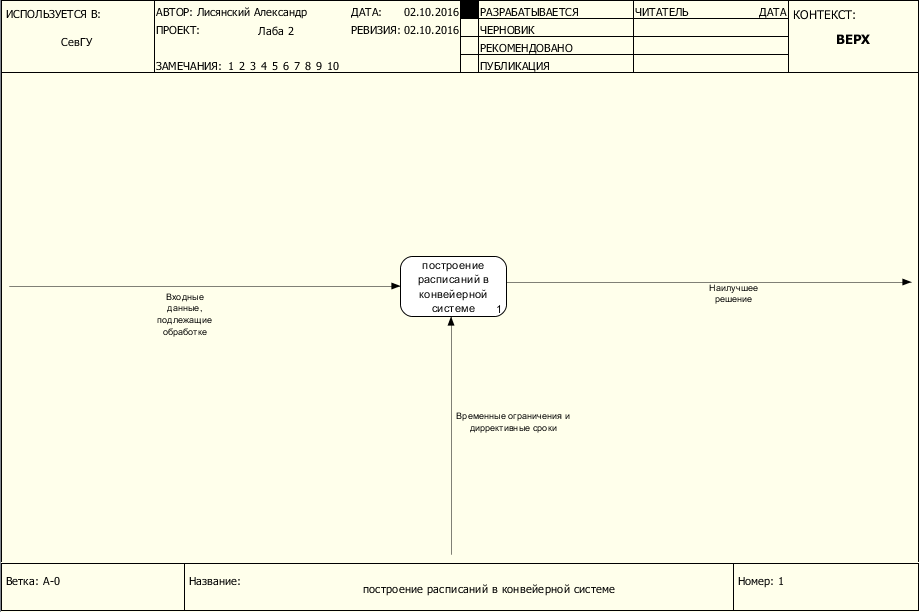 ИСПОЛЬЗУЕТСЯ В:
СевГУ
АВТОР: Лисянский Александр
ДАТА: 02.10.2016
ПРОЕКТ: Лаба 2
РЕВИЗИЯ: 02.10.2016
ЗАМЕЧАНИЯ: 1 2 3 4 5 6 7 8 9 10
РАЗРАБАТЫВАЕТСЯ
ЧЕРНОВИК
РЕКОМЕНДОВАНО
ПУБЛИКАЦИЯ
ЧИТАТЕЛЬ ДАТА
КОНТЕКСТ:
ВЕРХ
построение
расписаний в
конвейерной
системе 1
Входные
данные,
подлежащие
обработке
Наилучшее
решение
Временные ограничения и
диррективные сроки
Ветка: А-0
Название:
построение расписаний в конвейерной системе
Номер: 1